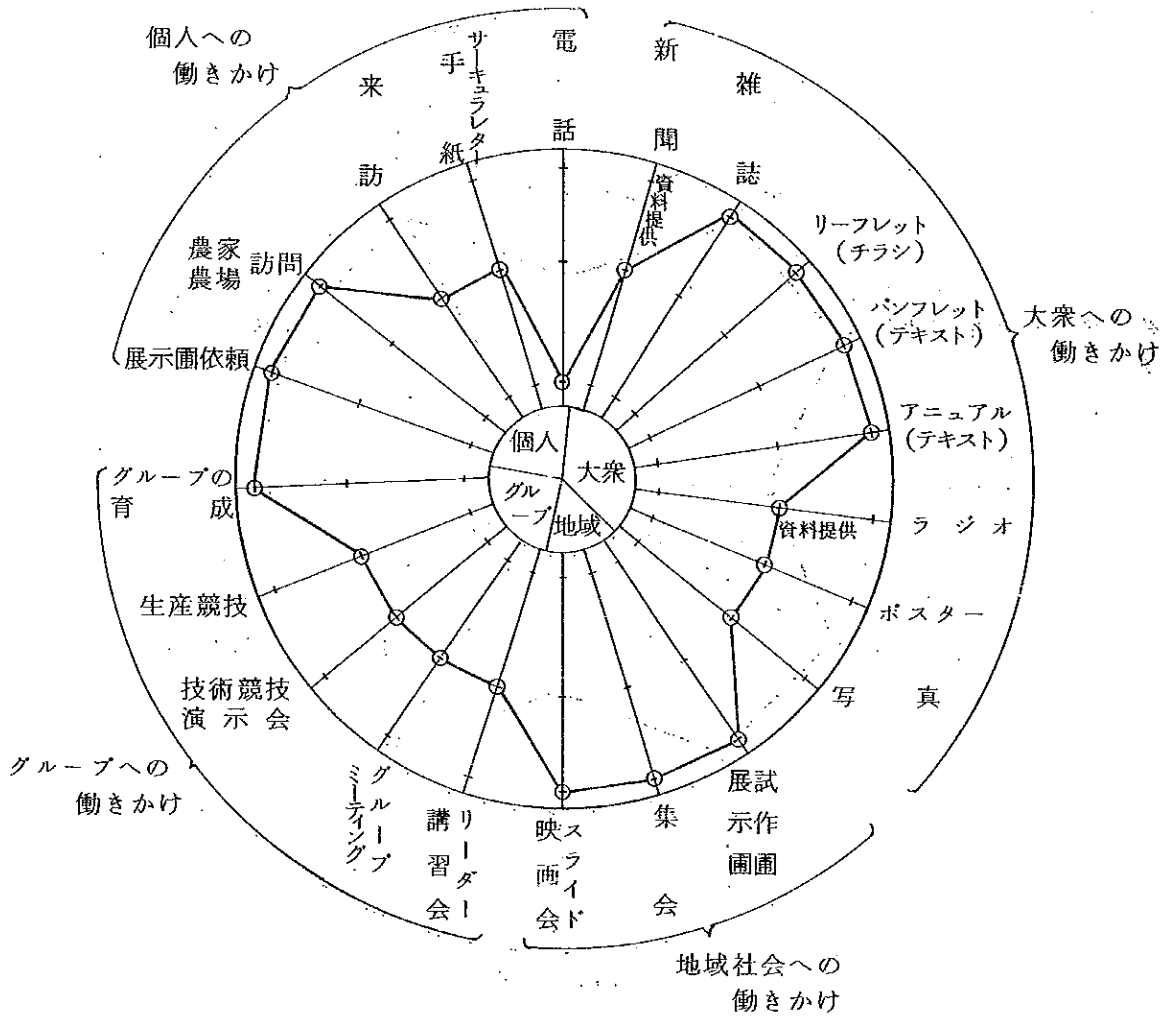 個人への
働きかけ
来訪
手紙
サーキュラレター
電話
新聞
資料提供
雑誌
リーフレット
(チラシ)
パンフレット
(テキスト)
大衆への
働きかけ
アニュアル
(テキスト)
ラジオ
資料提供
ポスター
写真
試作圃
展示圃
集会
スライド
映画会
地域社会への
働きかけ
リーダー
講習会
グループ
ミーティング
技術競技
演示会
生産競技
グループへの
働きかけ
グループの
育成
展示圃依頼
農家
農場
訪問
個人
大衆
グループ
地域